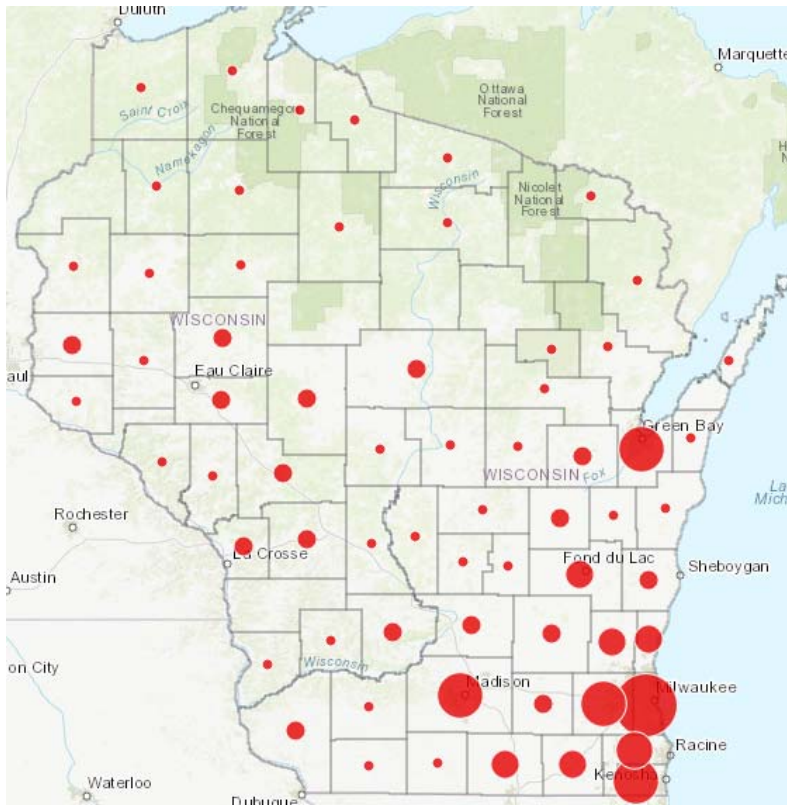 Duluth
Marquette
Ottawa
National
Forest
Saint Croix
Chequamegon
National
Forest
Namekagon
Nicolet
National
Forest
Wisconsin
WISCONSIN
Eau Claire
aul
Green Bay
WISCONSIN
Fox
La
Mich
Rochester
La Crosse
Fond du Lac
Sheboygan
Austin
on City
Wisconsin
Madison
Milwaukee
Racine
Kenosha
Waterloo
Dubuque